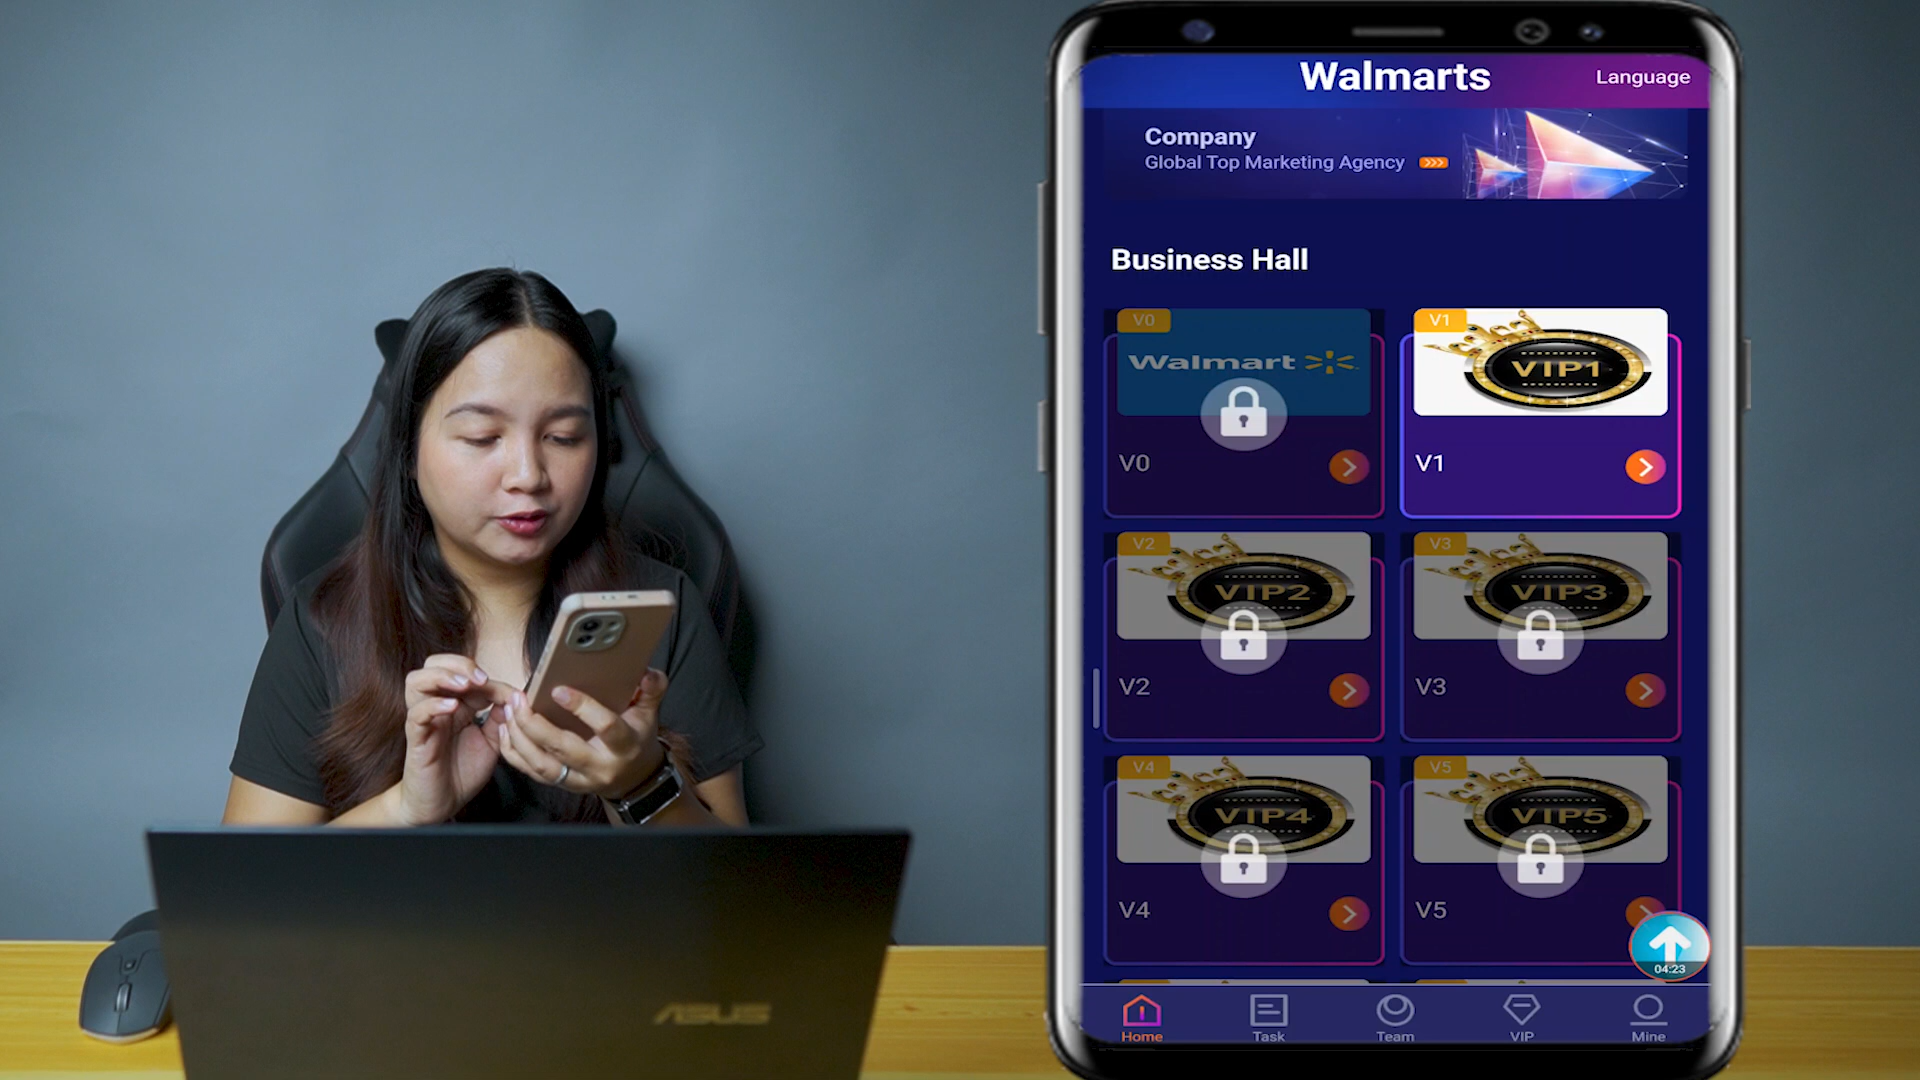 Walmarts
Language
Company
Global Top Marketing Agency >>>
Business Hall
V0
Walmart
V0
V1
VIP1
V1
V2
VIP2
V2
V3
VIP3
V3
V4
VIP4
V4
V5
VIP5
V5
04:23
Home
Task
Team
VIP
Mine
ASUS